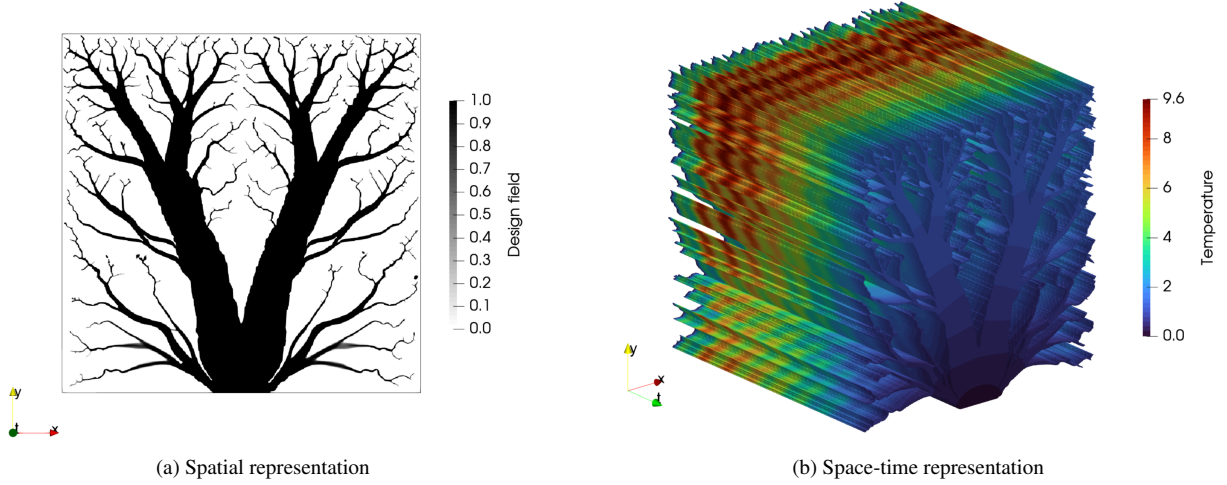 1.0
0.9
0.8
0.7
0.6
0.5
0.4
0.3
0.2
0.1
0.0
Design field
y
t
x
(a) Spatial representation
9.6
8
6
4
2
0.0
Temperature
y
x
t
(b) Space-time representation